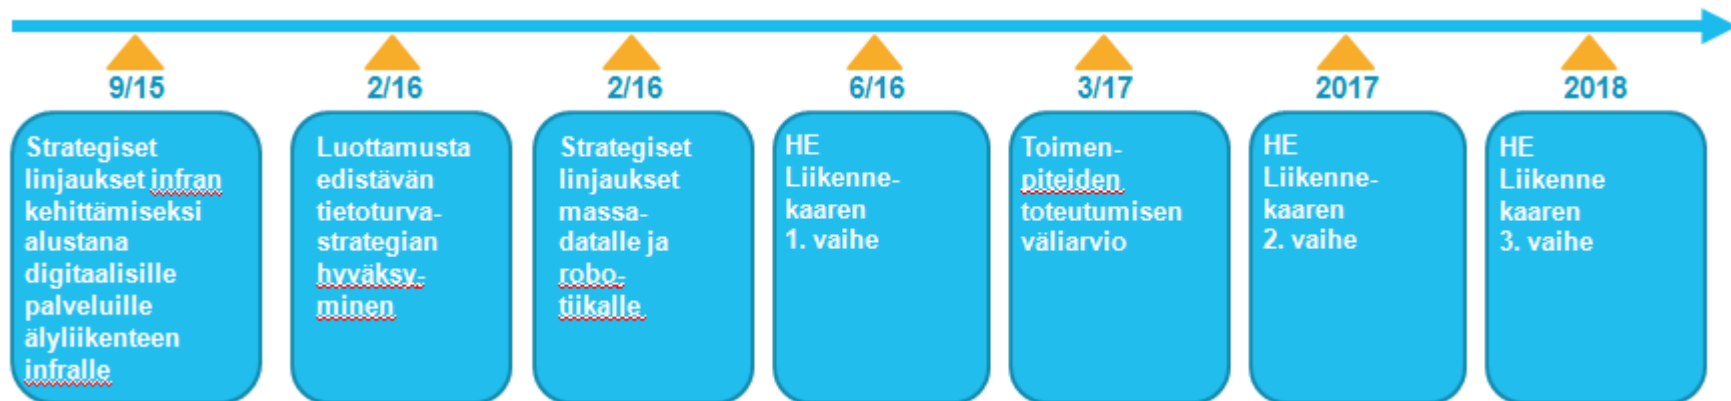 9/15
Strategiset
linjaukset infran
kehittämiseksi
alustana
digitaalisille
palveluille
älyliikenteen
infralle
2/16
Luottamusta
edistävän
tietoturva-
strategian
hyväksy-
minen
2/16
Strategiset
linjaukset
massa-
datalle ja
robo-
tiikalle
6/16
HE
Liikenne-
kaaren
1. vaihe
3/17
Toimen-
piteiden
toteutumisen
väliarvio
2017
HE
Liikenne-
kaaren
2. vaihe
2018
HE
Liikenne
kaaren
3. vaihe